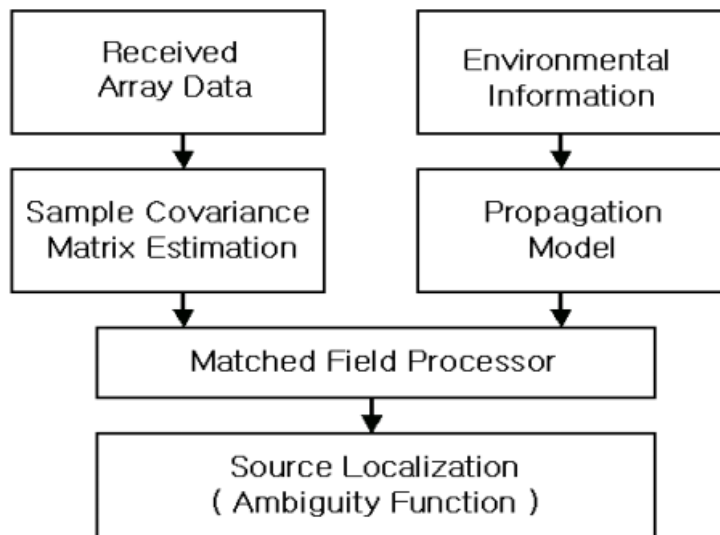 Received
Array Data
Environmental
Information
Sample Covariance
Matrix Estimation
Propagation
Model
Matched Field Processor
Source Localization
( Ambiguity Function )